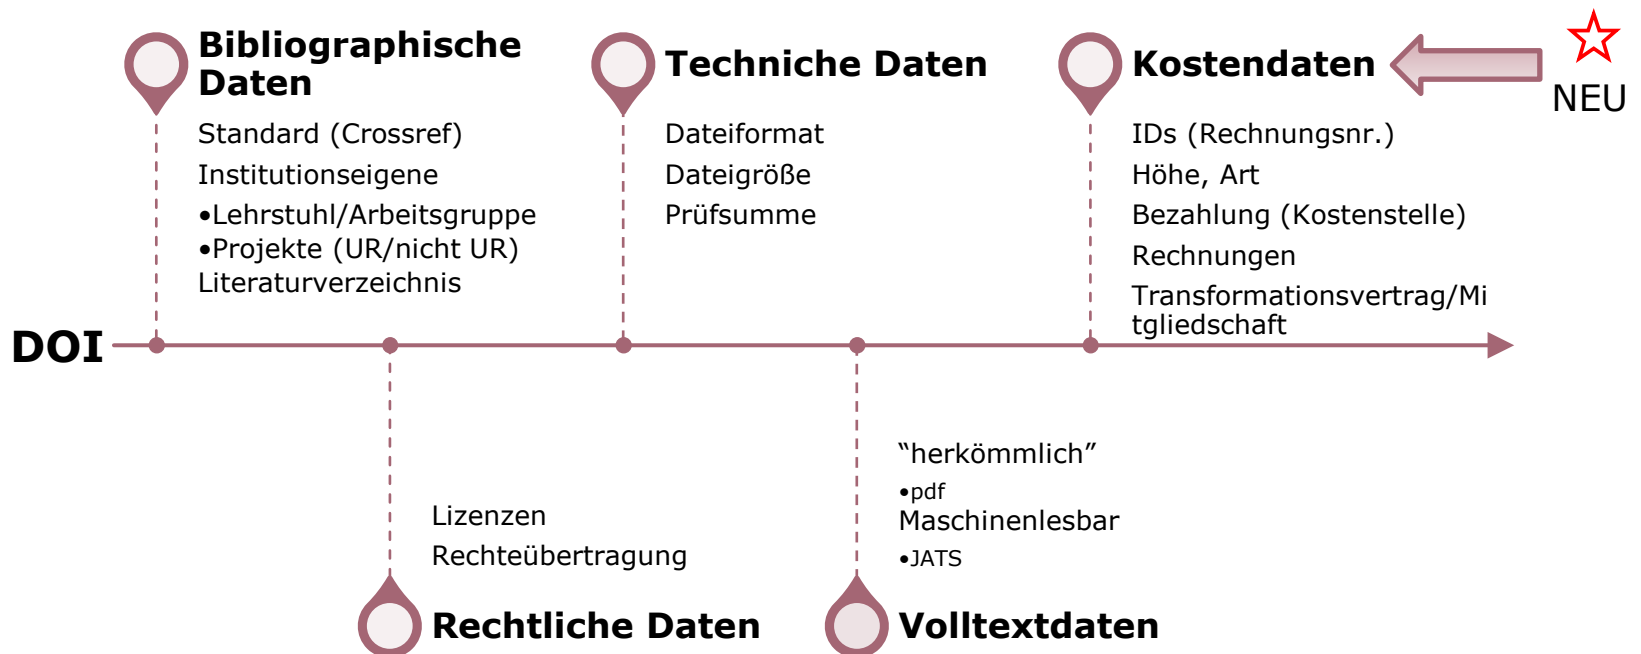 Bibliographische
Daten
Standard (Crossref)
Institutionseigene
•Lehrstuhl/Arbeitsgruppe
•Projekte (UR/nicht UR)
Literaturverzeichnis
Techniche Daten
Dateiformat
Dateigröße
Prüfsumme
Kostendaten
NEU
IDs (Rechnungsnr.)
Höhe, Art
Bezahlung (Kostenstelle)
Rechnungen
Transformationsvertrag/Mi
tgliedschaft
DOI
Lizenzen
Rechteübertragung
Rechtliche Daten
“herkömmlich”
•pdf
Maschinenlesbar
•JATS
Volltextdaten